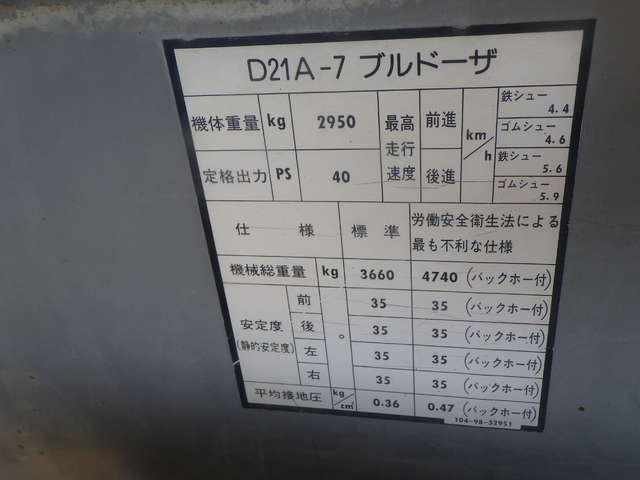 D21A-7 ブルドーザ
機体重量 kg 2950 最高走行速度 前進 km/h 鉄シュー 4.4
ゴムシュー 4.6
定格出力 PS 40 後進 鉄シュー 5.6
ゴムシュー 5.9
仕様 標準 労働安全衛生法による
最も不利な仕様
機械総重量 kg 3660 4740 (バックホー付)
安定度 (静的安定度) 前 ° 35 35 (バックホー付)
後 35 35 (バックホー付)
左 35 35 (バックホー付)
右 35 35 (バックホー付)
平均接地圧 kg/cm² 0.36 0.47 (バックホー付)
104-98-52951